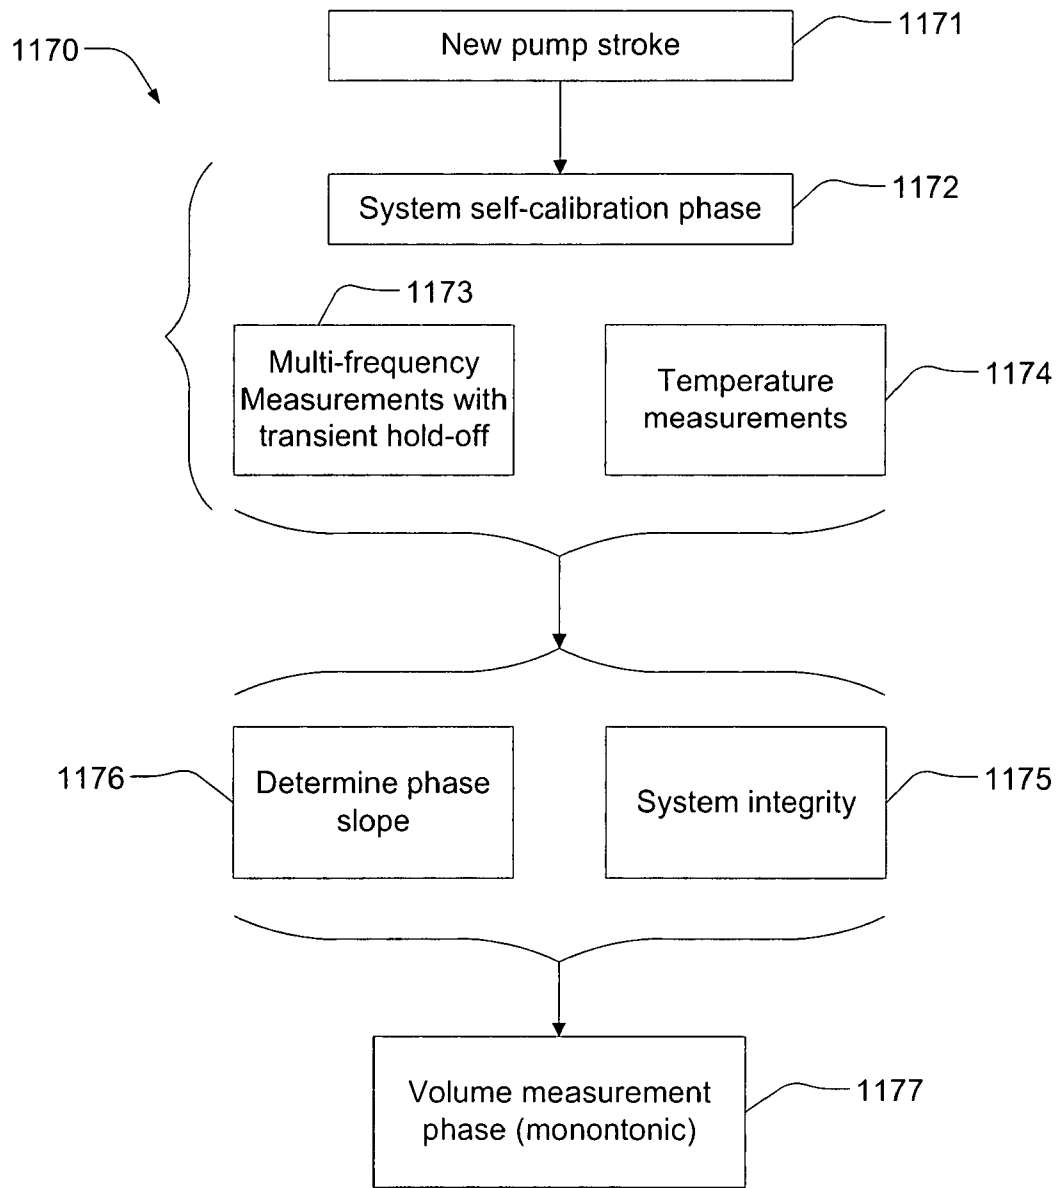 1170
New pump stroke
1171
System self-calibration phase
1172
1173
Multi-frequency
Measurements with
transient hold-off
Temperature
measurements
1174
1176
Determine phase
slope
System integrity
1175
Volume measurement
phase (monontonic)
1177